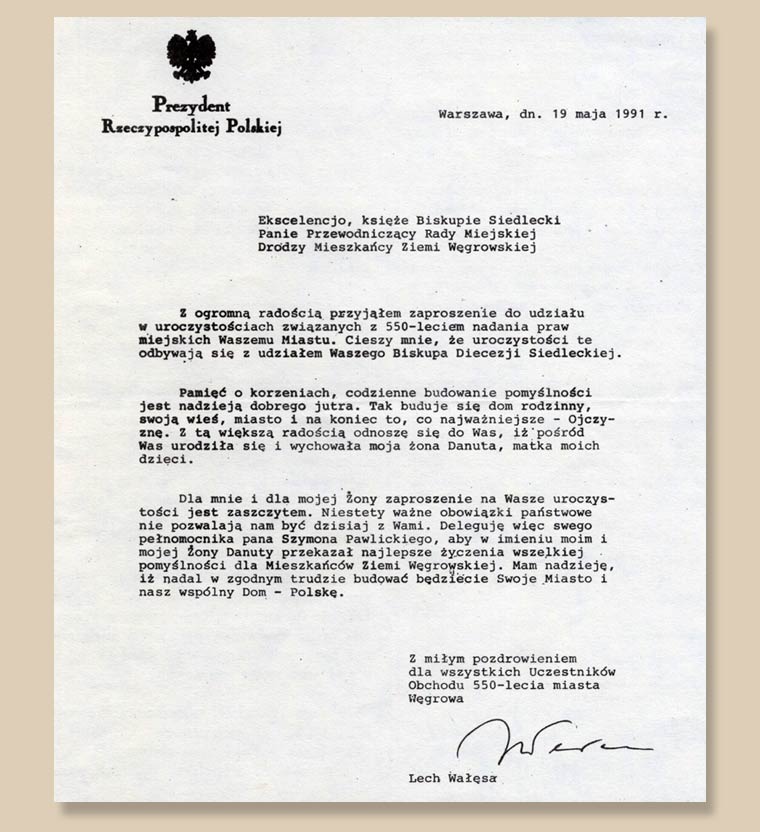 Prezydent
Rzeczypospolitej Polskiej
Warszawa, dn. 19 maja 1991 r.
Ekscelencjo, księże Biskupie Siedlecki
Panie Przewodniczący Rady Miejskiej
Drodzy Mieszkańcy Ziemi Węgrowskiej
Z ogromną radością przyjąłem zaproszenie do udziału
w uroczystościach związanych z 550-leciem nadania praw
miejskich Waszemu Miastu. Cieszy mnie, że uroczystości te
odbywają się z udziałem Waszego Biskupa Diecezji Siedleckiej.
Pamięć o korzeniach, codzienne budowanie pomyślności
jest nadzieją dobrego jutra. Tak buduje się dom rodzinny,
swoją wieś, miasto i na koniec to, co najważniejsze - Ojczy-
znę. Z tą większą radością odnoszę się do Was, iż pośród
Was urodziła się i wychowała moja żona Danuta, matka moich
dzieci.
Dla mnie i dla mojej Żony zaproszenie na Wasze uroczys-
tości jest zaszczytem. Niestety ważne obowiązki państwowe
nie pozwalają nam być dzisiaj z Wami. Deleguję więc swego
pełnomocnika pana Szymona Pawlickiego, aby w imieniu moim i
mojej Żony Danuty przekazał najlepsze życzenia wszelkiej
pomyślności dla Mieszkańców Ziemi Węgrowskiej. Mam nadzieję,
iż nadal w zgodnym trudzie budować będziecie Swoje Miasto i
nasz wspólny Dom - Polskę.
Z miłym pozdrowieniem
dla wszystkich Uczestników
Obchodu 550-lecia miasta
Węgrowa
Lech Wałęsa